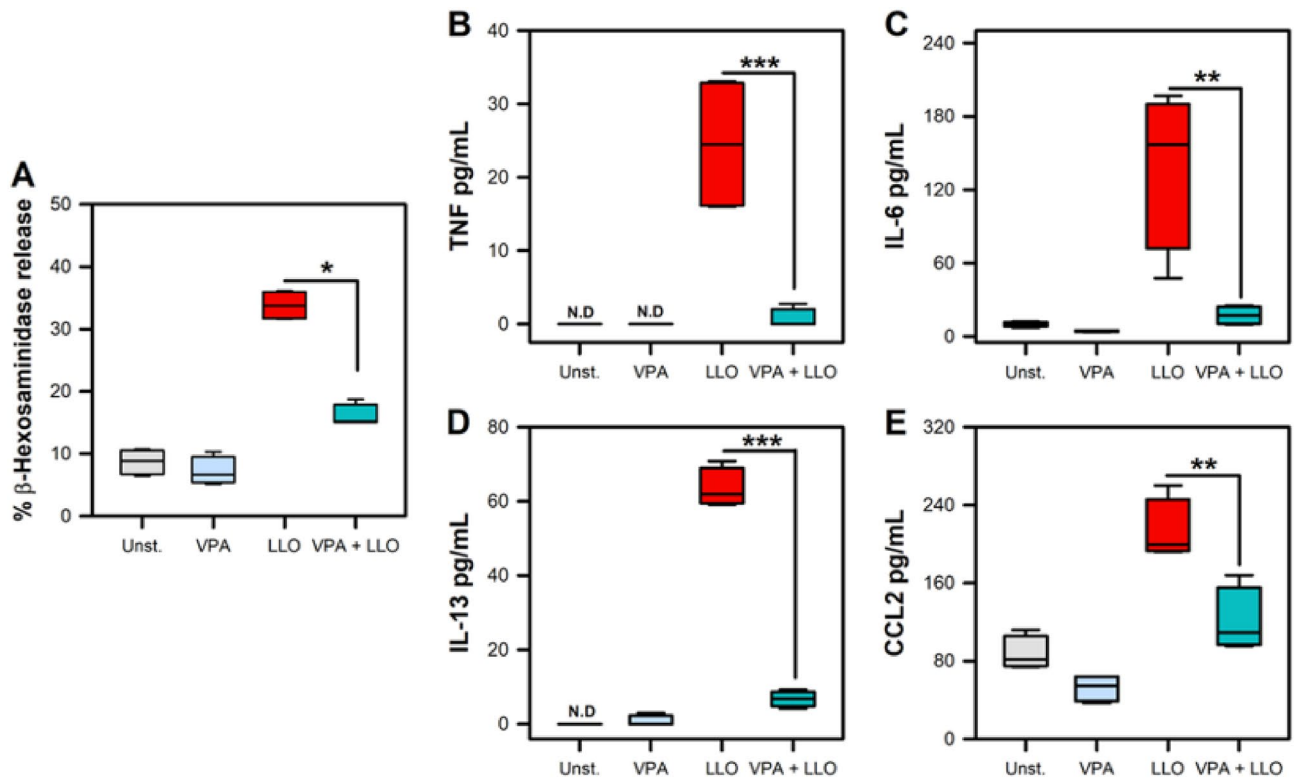 A
% β-Hexosaminidase release
50
40
30
20
10
0
*
Unst. VPA LLO VPA + LLO
B
TNF pg/mL
40
30
20
10
0
N.D N.D
***
Unst. VPA LLO VPA + LLO
C
IL-6 pg/mL
240
180
120
60
0
**
Unst. VPA LLO VPA + LLO
D
IL-13 pg/mL
80
60
40
20
0
N.D
***
Unst. VPA LLO VPA + LLO
E
CCL2 pg/mL
320
240
160
80
0
**
Unst. VPA LLO VPA + LLO